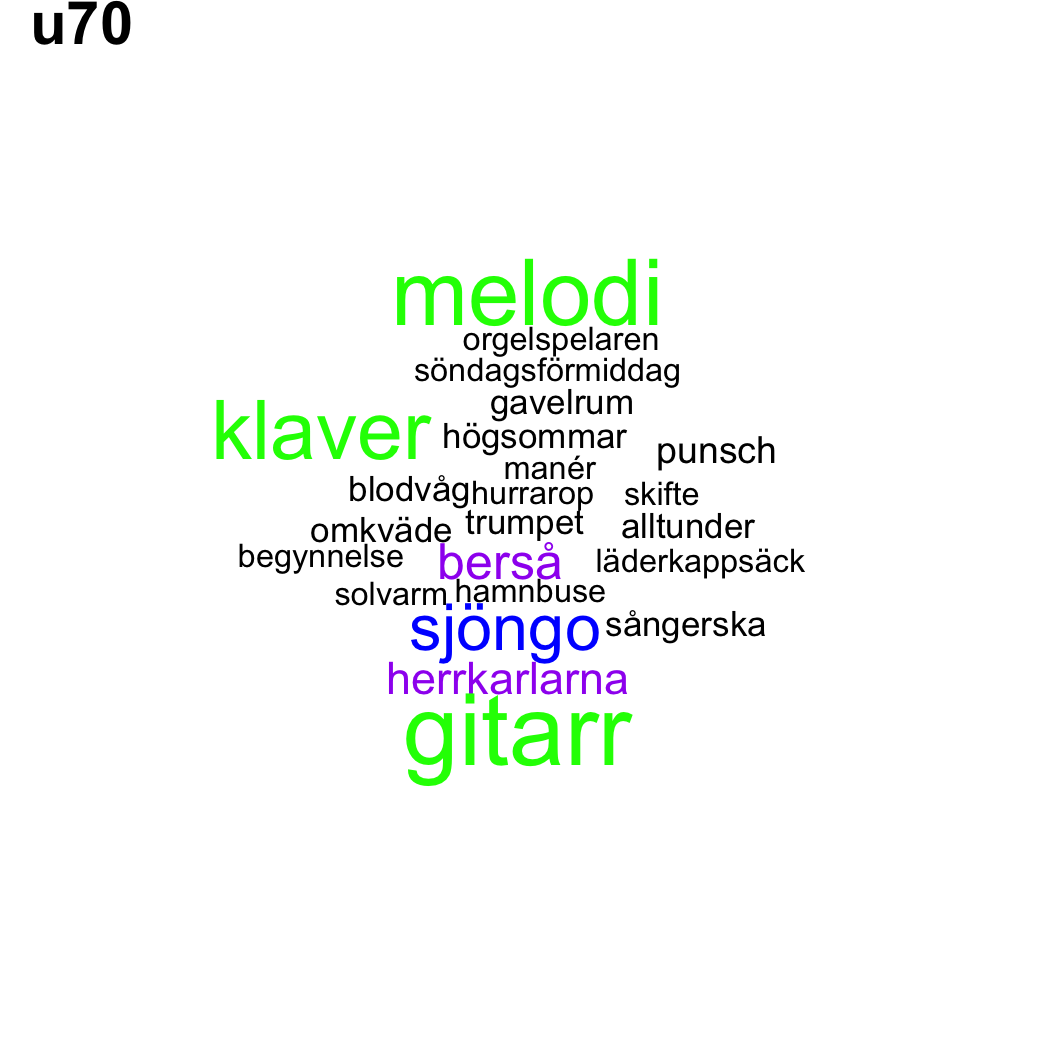 u70
melodi
orgelspelaren
söndagsförmiddag
gavelrum
klaver
högsommar
punsch
manér
blodvåg
hurrarop
skifte
omkväde
trumpet
alltunder
begynnelse
berså
läderkappsäck
solvarm
hamnbuse
sjöngo
sångerska
herrkarlarna
gitarr